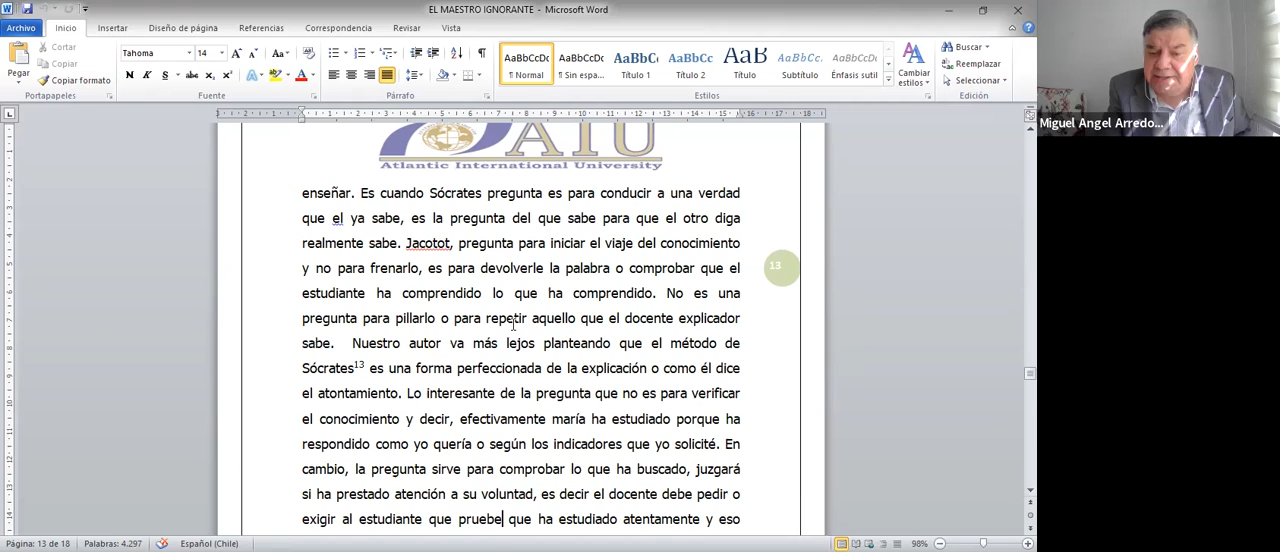 EL MAESTRO IGNORANTE - Microsoft Word
Archivo Inicio Insertar Diseño de página Referencias Correspondencia Revisar Vista
Cortar
Copiar
Copiar formato
Pegar
Portapapeles
Tahoma 14
Fuente
Párrafo
AaBbCcDc AaBbCcDc AaBbC AaBbCc AaB AaBbCc. AaBbCcDc
¶ Normal ¶ Sin espa... Título 1 Título 2 Título Subtítulo Énfasis sutil
Cambiar estilos
Estilos
Buscar
Reemplazar
Seleccionar
Edición
Miguel Angel Arredo...
AIU
Atlantic International University
enseñar. Es cuando Sócrates pregunta es para conducir a una verdad
que el ya sabe, es la pregunta del que sabe para que el otro diga
realmente sabe. Jacotot, pregunta para iniciar el viaje del conocimiento
y no para frenarlo, es para devolverle la palabra o comprobar que el
estudiante ha comprendido lo que ha comprendido. No es una
pregunta para pillarlo o para repetir aquello que el docente explicador
sabe. Nuestro autor va más lejos planteando que el método de
Sócrates13 es una forma perfeccionada de la explicación o como él dice
el atontamiento. Lo interesante de la pregunta que no es para verificar
el conocimiento y decir, efectivamente maría ha estudiado porque ha
respondido como yo quería o según los indicadores que yo solicité. En
cambio, la pregunta sirve para comprobar lo que ha buscado, juzgará
si ha prestado atención a su voluntad, es decir el docente debe pedir o
exigir al estudiante que pruebe que ha estudiado atentamente y eso
13
Página: 13 de 18 Palabras: 4.297 Español (Chile) 98%